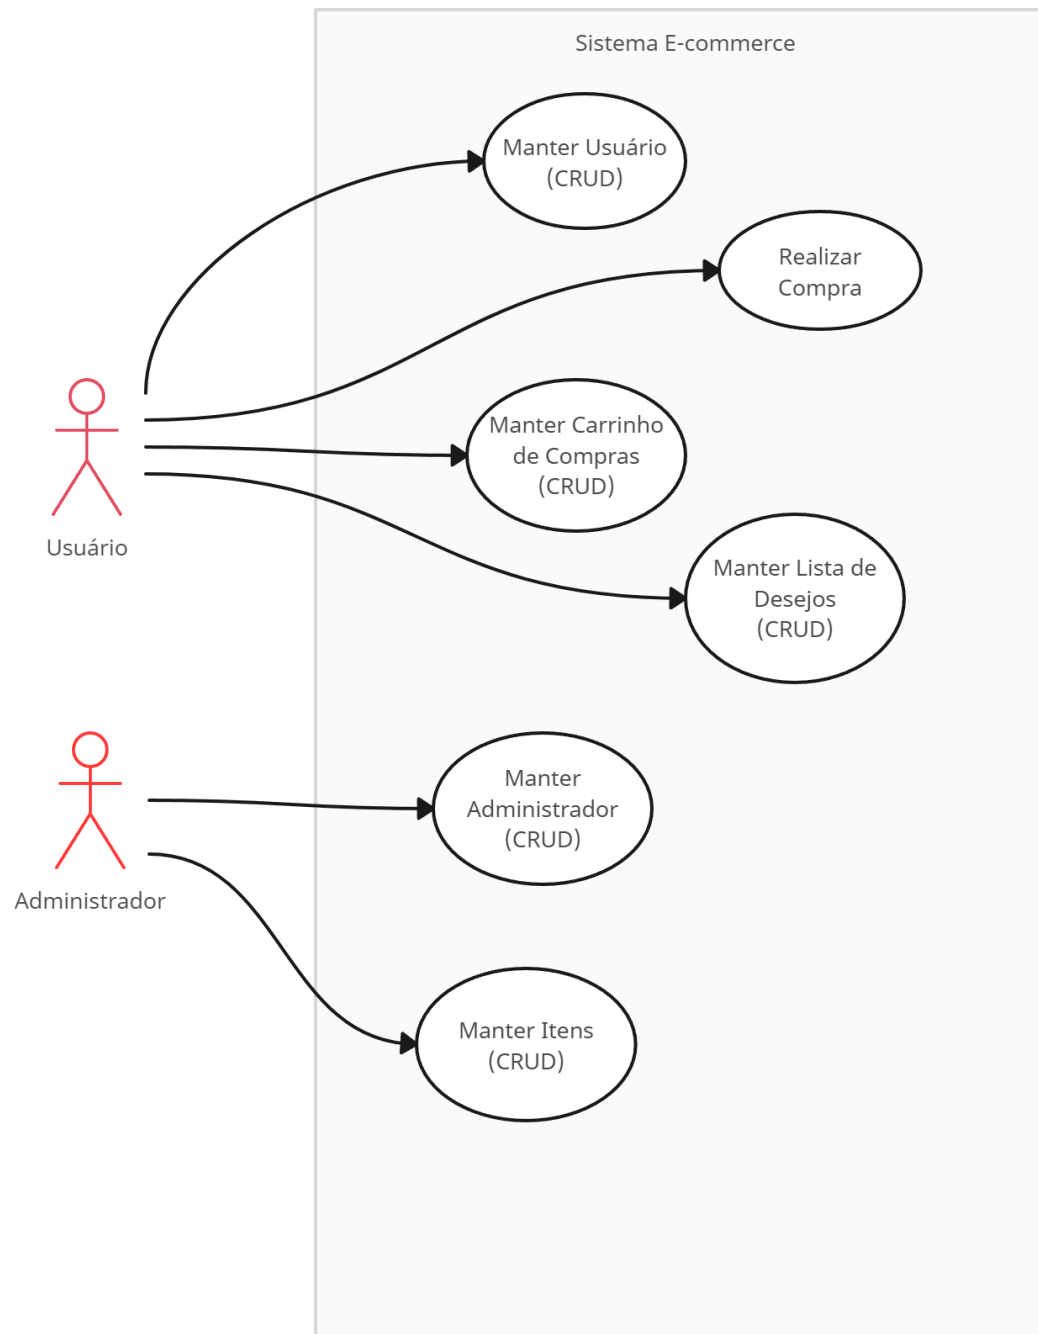 Sistema E-commerce
Manter Usuário
(CRUD)
Realizar
Compra
Manter Carrinho
de Compras
(CRUD)
Usuário
Manter Lista de
Desejos
(CRUD)
Manter
Administrador
(CRUD)
Administrador
Manter Itens
(CRUD)